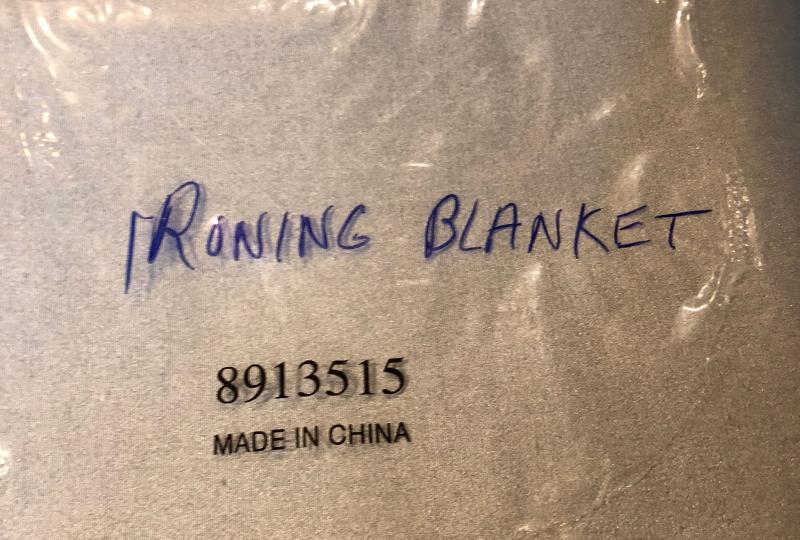 IRONING BLANKET
8913515
MADE IN CHINA